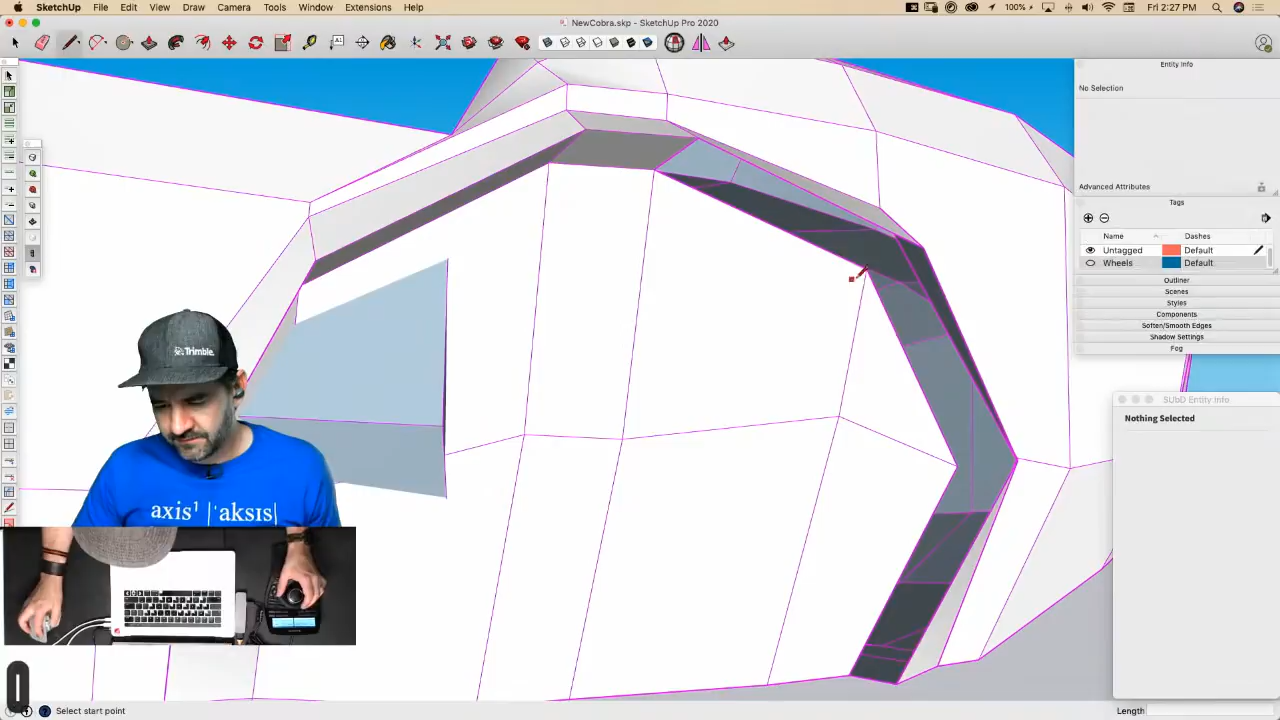 SketchUp File Edit View Draw Camera Tools Window Extensions Help
100% Fri 2:27 PM
NewCobra.skp - SketchUp Pro 2020
Entity Info
No Selection
Advanced Attributes
Tags
Name Dashes
Untagged Default
Wheels Default
Outliner
Scenes
Styles
Components
Soften/Smooth Edges
Shadow Settings
Fog
SUbD Entity Info
Nothing Selected
Trimble.
axis¹ |ˈaksɪs|
Select start point
Length